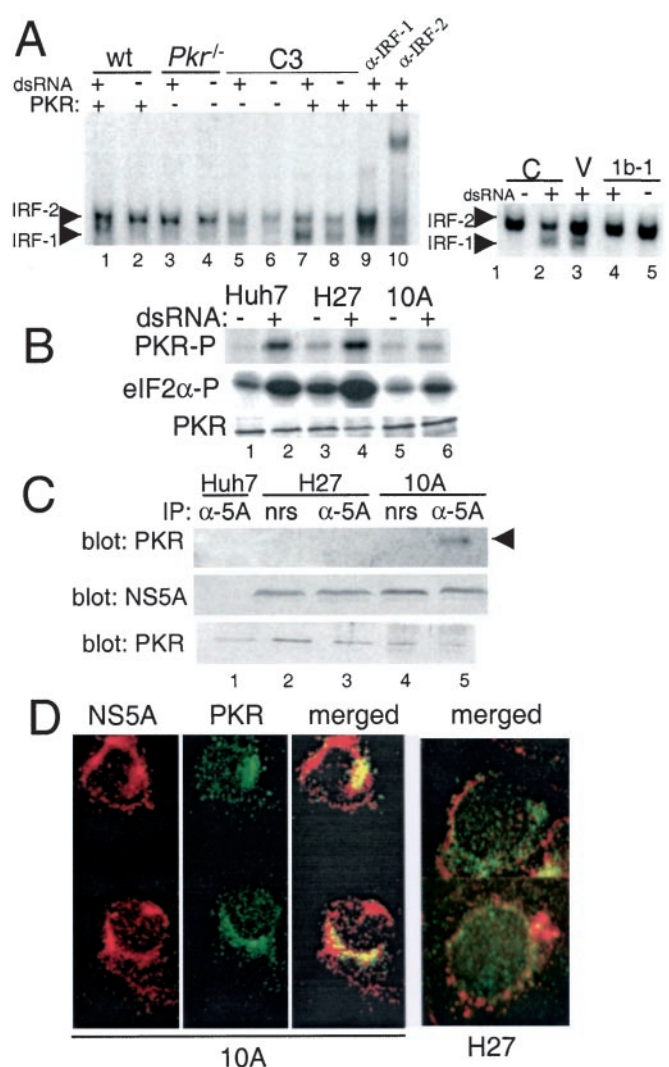 A
wt Pkr-/- C3 α-IRF-1 α-IRF-2
dsRNA + - + - + - + - + +
PKR: + + - - - - + + + +
IRF-2
IRF-1
1 2 3 4 5 6 7 8 9 10
C V 1b-1
dsRNA - + + + -
IRF-2
IRF-1
1 2 3 4 5
B
Huh7 H27 10A
dsRNA: - + - + - +
PKR-P
eIF2α-P
PKR
1 2 3 4 5 6
C
Huh7 H27 10A
IP: α-5A nrs α-5A nrs α-5A
blot: PKR
blot: NS5A
blot: PKR
1 2 3 4 5
D
NS5A PKR merged merged
10A
H27